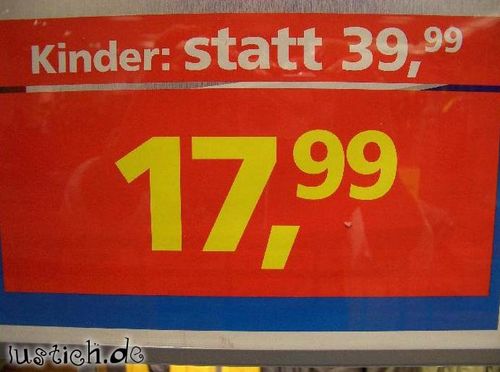 Kinder: statt 39,99
17,99
lustich.de